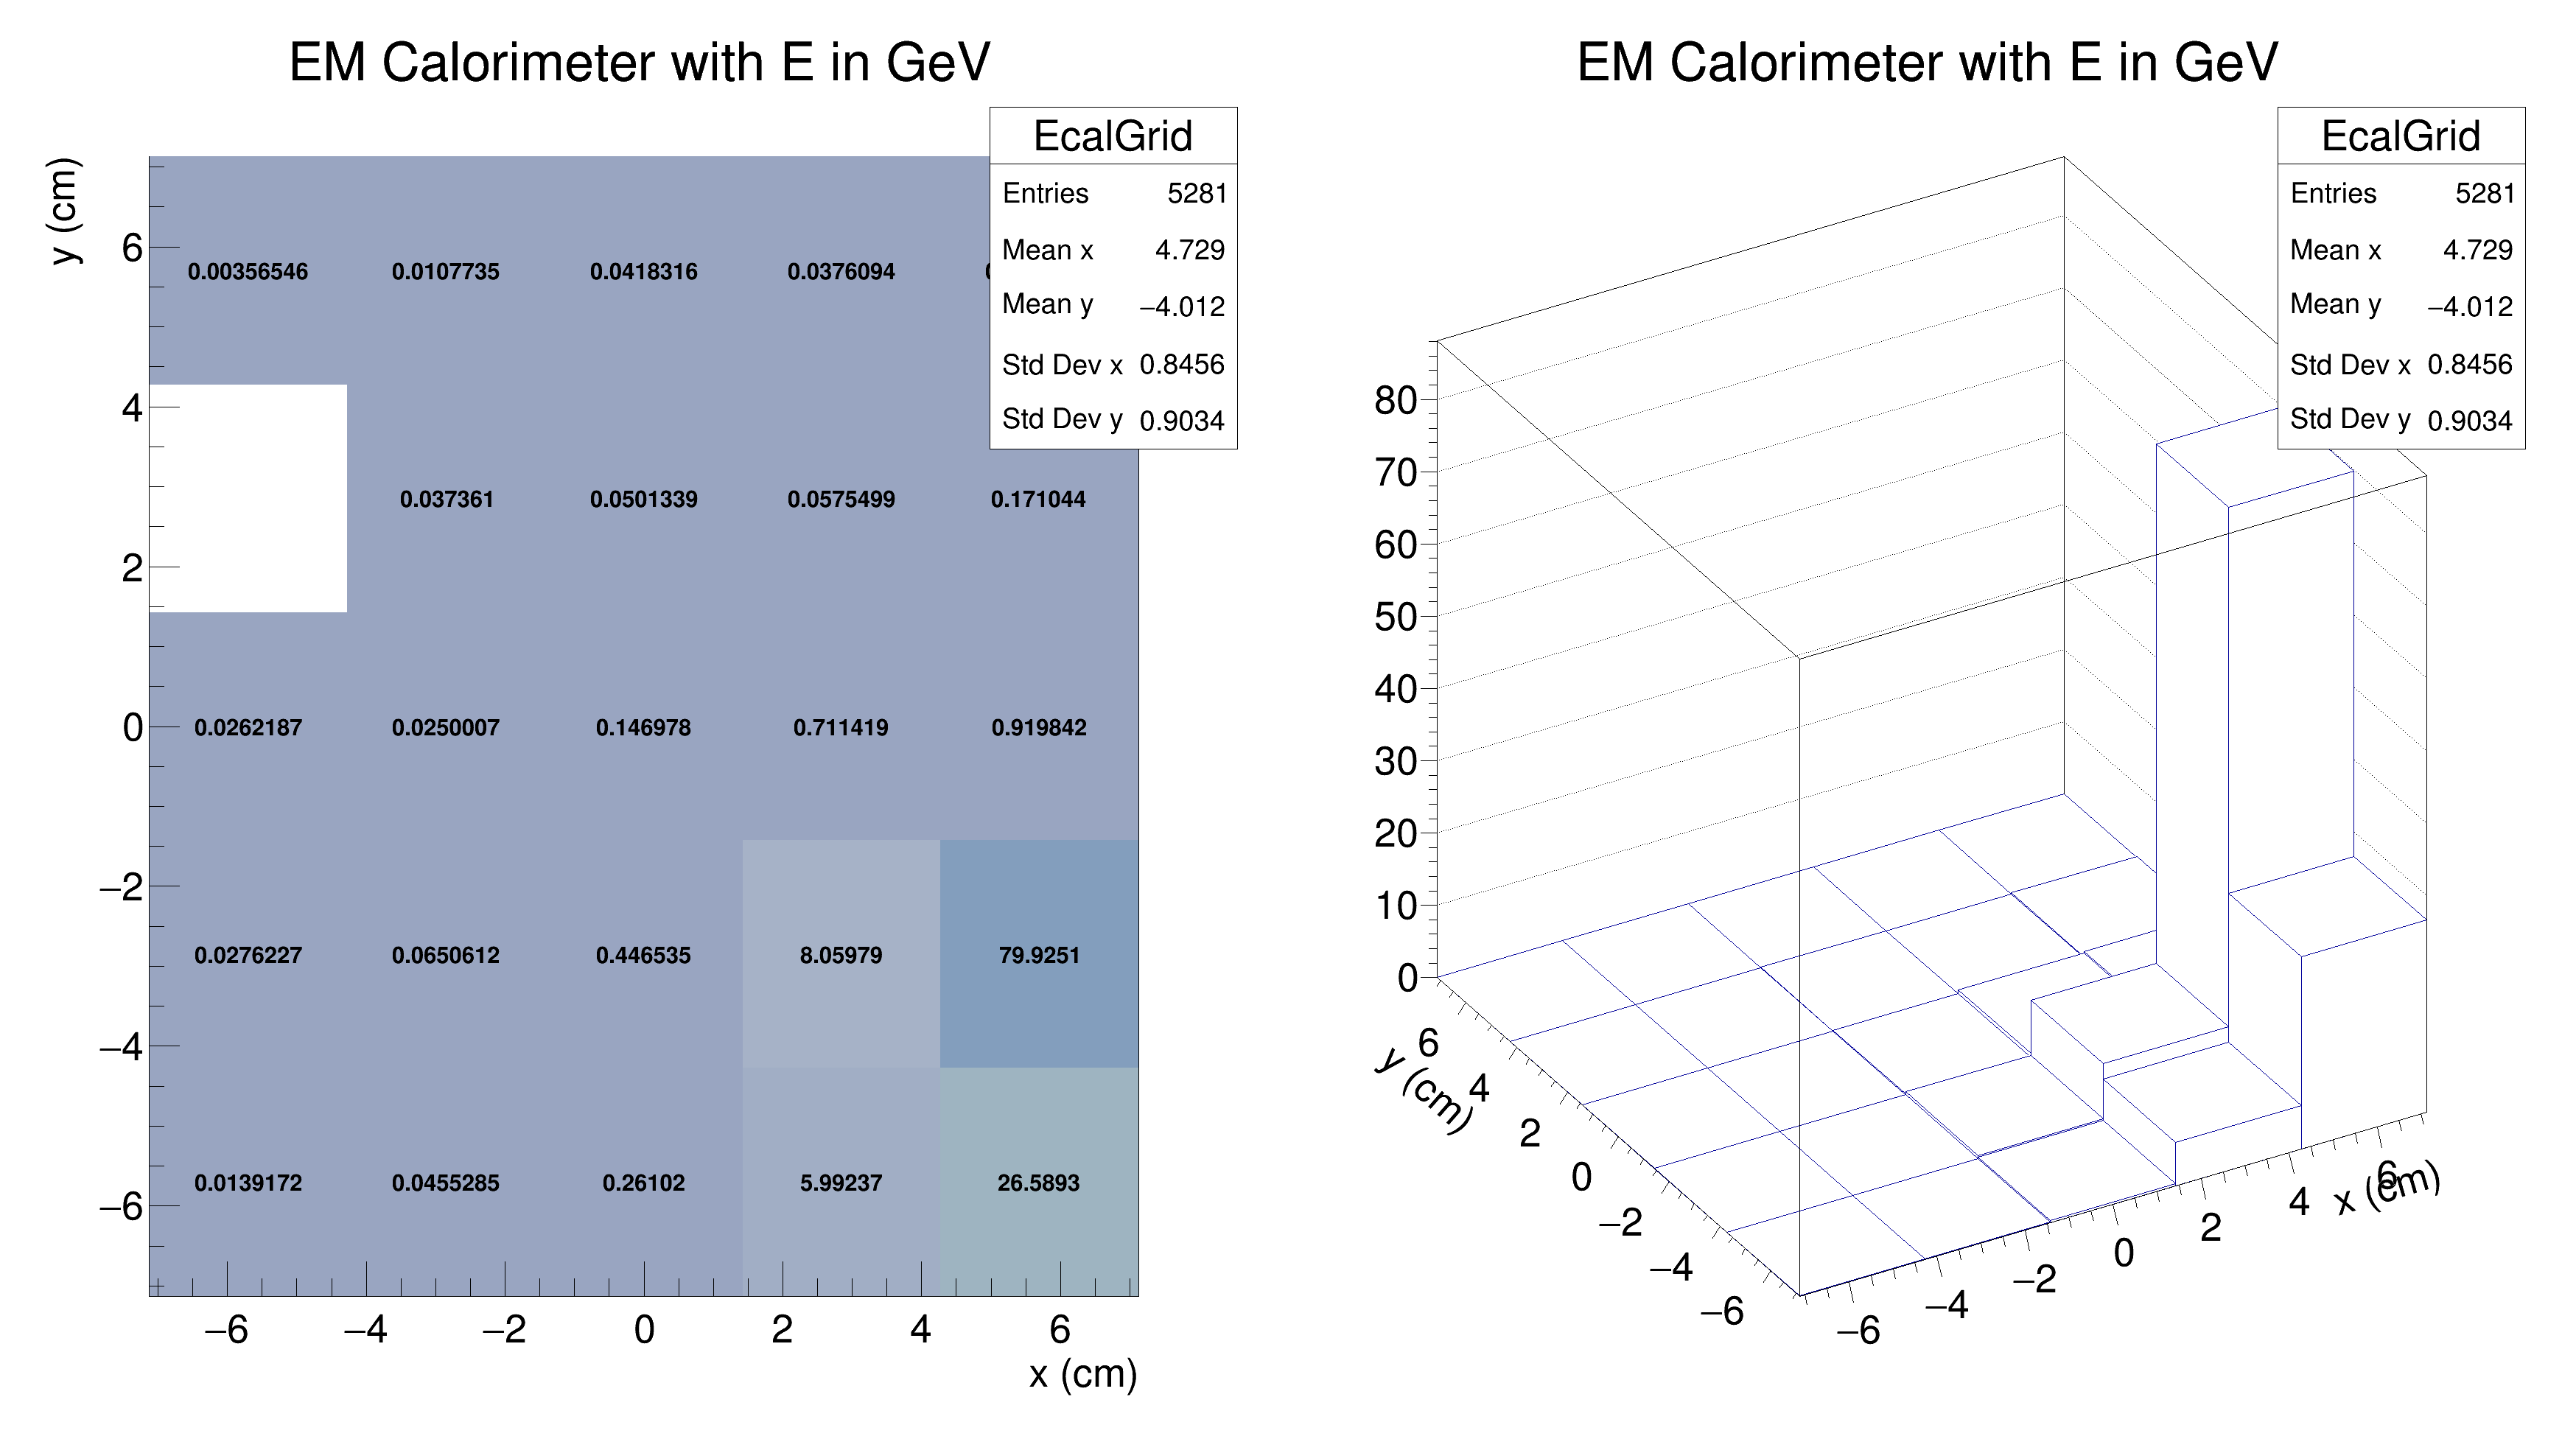 EM Calorimeter with E in GeV
EcalGrid
Entries 5281
Mean x 4.729
Mean y −4.012
Std Dev x 0.8456
Std Dev y 0.9034
y (cm)
6
4
2
0
−2
−4
−6
0.00356546 0.0107735 0.0418316 0.0376094
0.037361 0.0501339 0.0575499 0.171044
0.0262187 0.0250007 0.146978 0.711419 0.919842
0.0276227 0.0650612 0.446535 8.05979 79.9251
0.0139172 0.0455285 0.26102 5.99237 26.5893
−6 −4 −2 0 2 4 6
x (cm)
EM Calorimeter with E in GeV
EcalGrid
Entries 5281
Mean x 4.729
Mean y −4.012
Std Dev x 0.8456
Std Dev y 0.9034
80
70
60
50
40
30
20
10
0
y (cm)
6
4
2
0
−2
−4
−6
−6
−4
−2
0
2
4
6
x (cm)